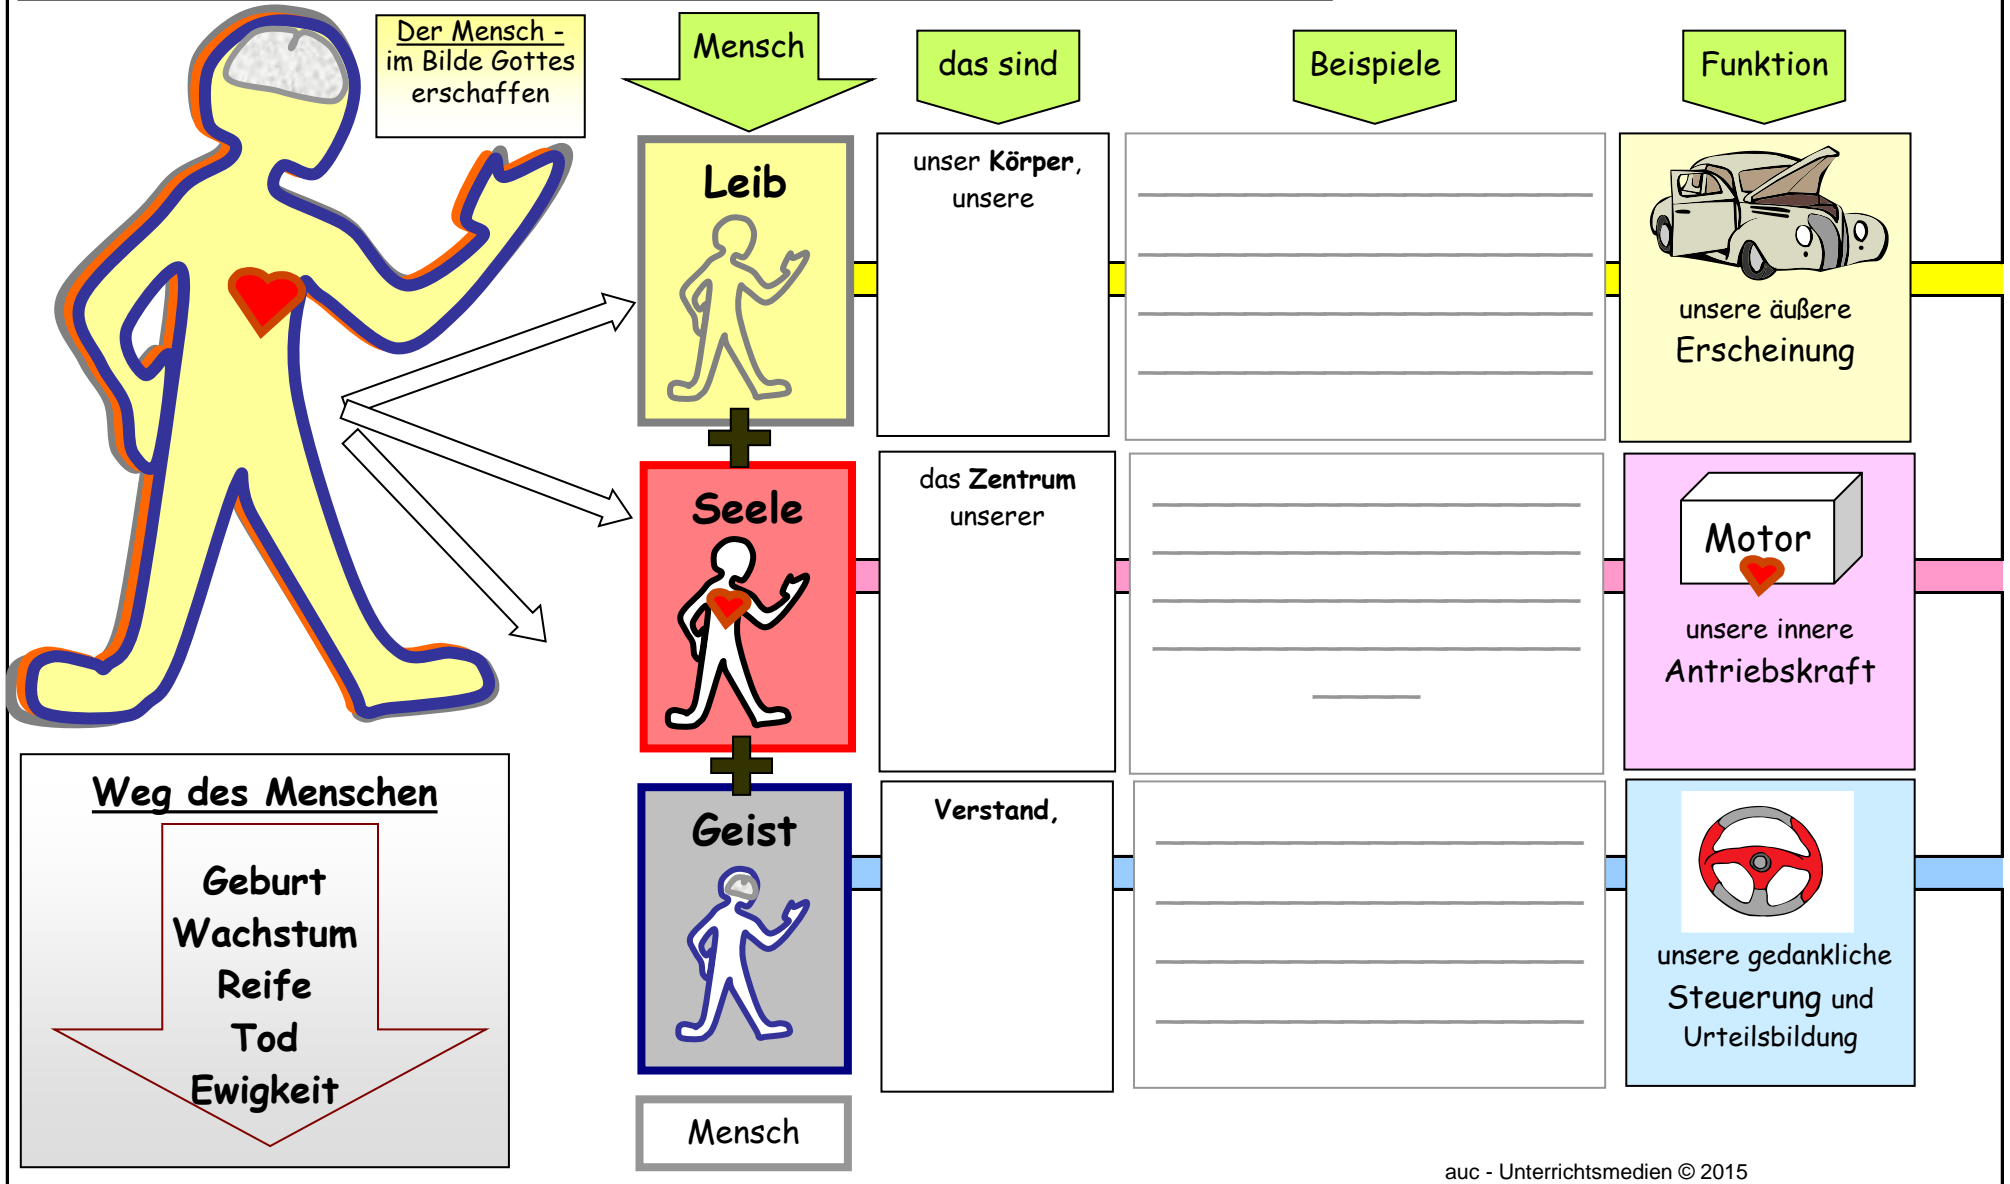 Der Mensch -
im Bilde Gottes
erschaffen
Mensch
das sind
Beispiele
Funktion
Leib
unser Körper,
unsere
unsere äußere
Erscheinung
Seele
das Zentrum
unserer
Motor
unsere innere
Antriebskraft
Geist
Verstand,
unsere gedankliche
Steuerung und
Urteilsbildung
Mensch
Weg des Menschen
Geburt
Wachstum
Reife
Tod
Ewigkeit
auc - Unterrichtsmedien © 2015